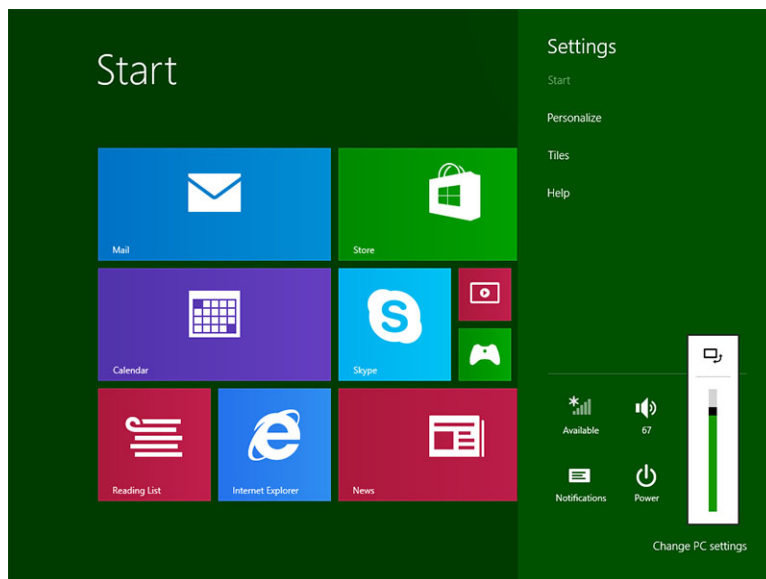 Start
Settings
Start
Personalize
Tiles
Help
Mail
Store
Calendar
Skype
Reading List
Internet Explorer
News
Available
67
Notifications
Power
Change PC settings